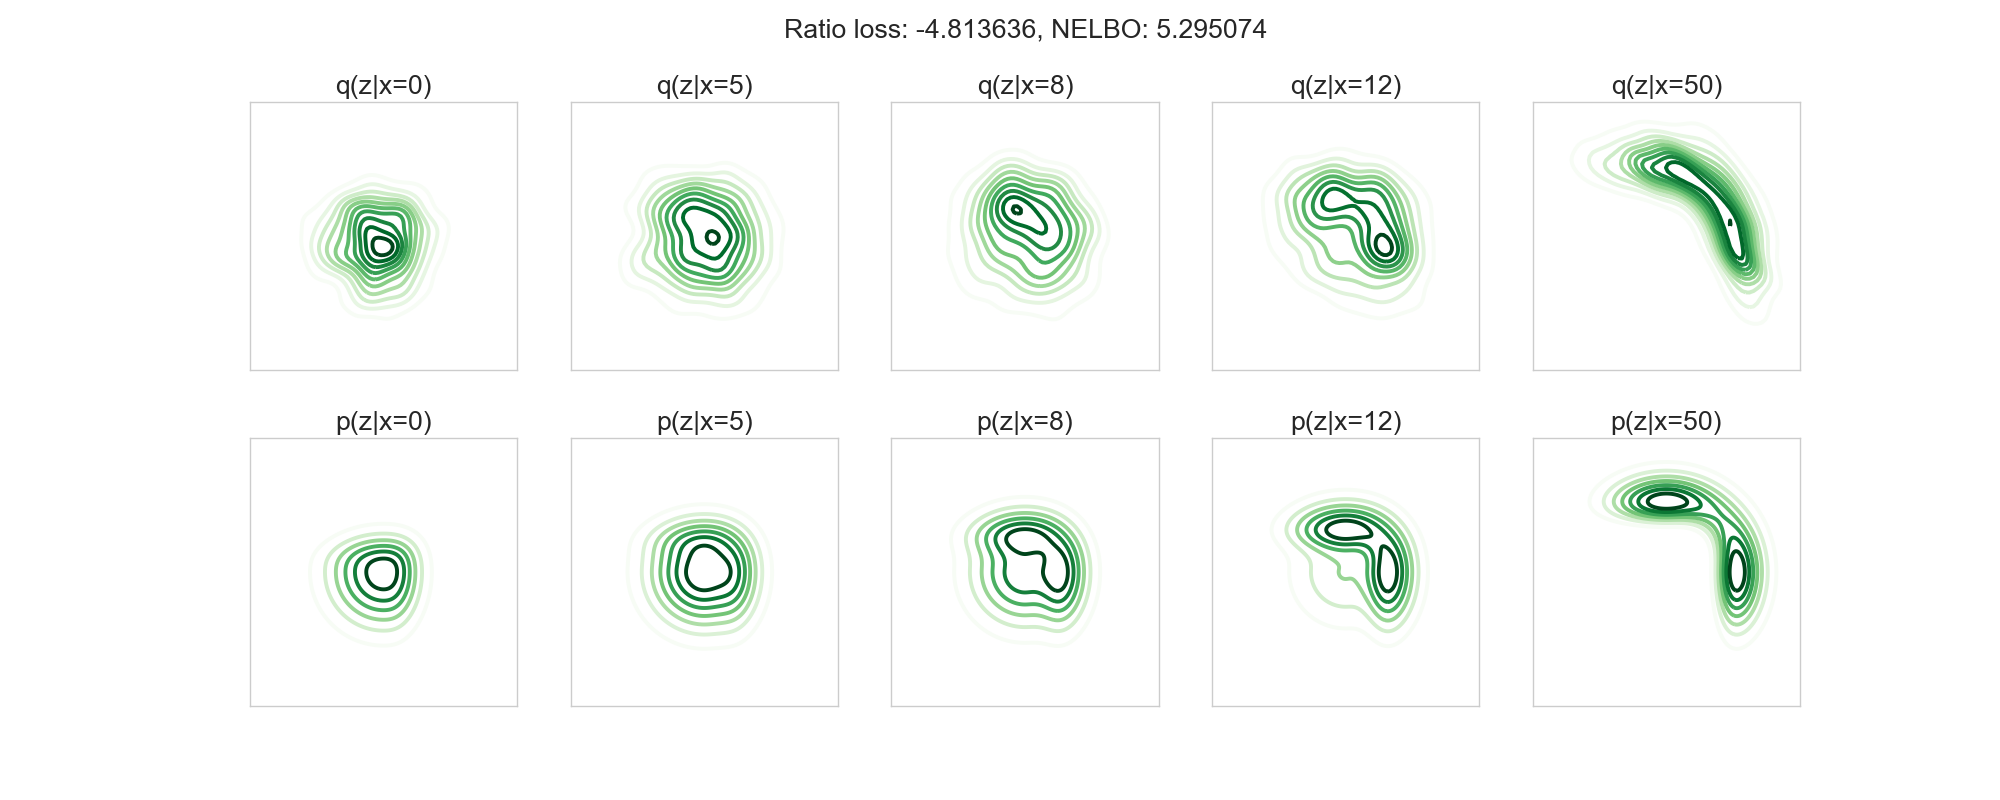 Ratio loss: -4.813636, NELBO: 5.295074
q(z|x=0) q(z|x=5) q(z|x=8) q(z|x=12) q(z|x=50)
p(z|x=0) p(z|x=5) p(z|x=8) p(z|x=12) p(z|x=50)